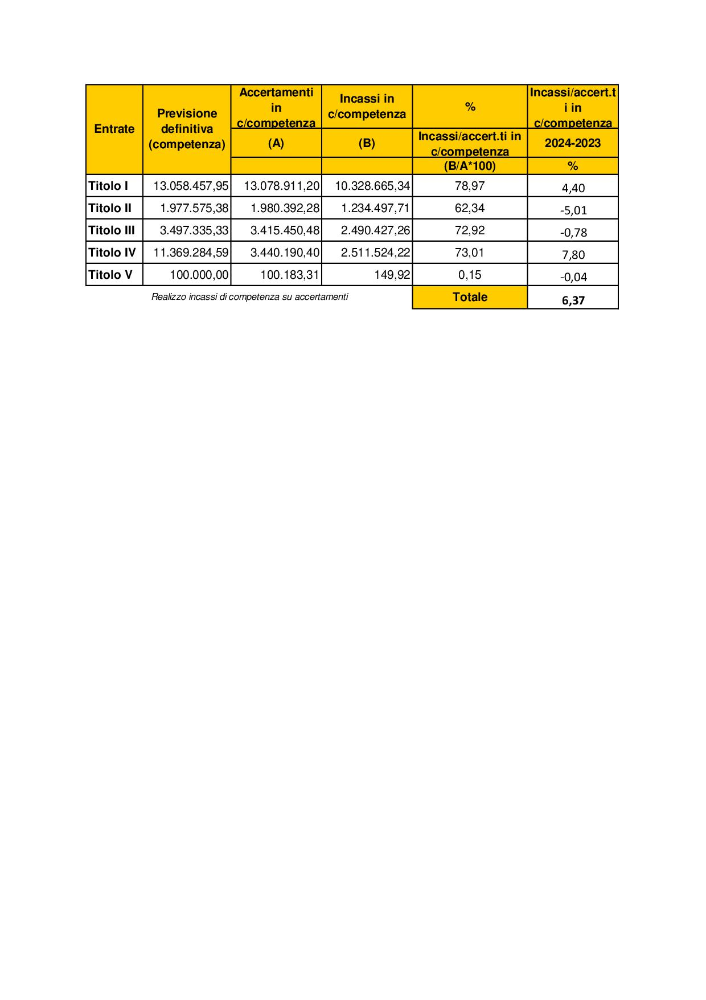 Entrate
Previsione
definitiva
(competenza)
Accertamenti
in
c/competenza
Incassi in
c/competenza
%
Incassi/accert.t
i in
c/competenza
(A)
(B)
Incassi/accert.ti in
c/competenza
2024-2023
(B/A*100)
%
Titolo I 13.058.457,95 13.078.911,20 10.328.665,34 78,97 4,40
Titolo II 1.977.575,38 1.980.392,28 1.234.497,71 62,34 -5,01
Titolo III 3.497.335,33 3.415.450,48 2.490.427,26 72,92 -0,78
Titolo IV 11.369.284,59 3.440.190,40 2.511.524,22 73,01 7,80
Titolo V 100.000,00 100.183,31 149,92 0,15 -0,04
Realizzo incassi di competenza su accertamenti Totale 6,37